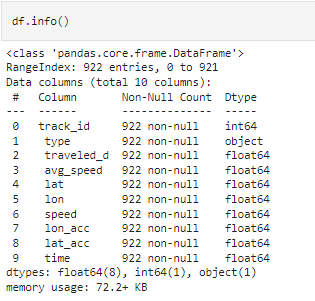 df.info()
<class 'pandas.core.frame.DataFrame'>
RangeIndex: 922 entries, 0 to 921
Data columns (total 10 columns):
 #   Column       Non-Null Count  Dtype
---  ------       --------------  -----
 0   track_id     922 non-null    int64
 1    type        922 non-null    object
 2    traveled_d  922 non-null    float64
 3    avg_speed   922 non-null    float64
 4    lat         922 non-null    float64
 5    lon         922 non-null    float64
 6    speed       922 non-null    float64
 7    lon_acc     922 non-null    float64
 8    lat_acc     922 non-null    float64
 9    time        922 non-null    float64
dtypes: float64(8), int64(1), object(1)
memory usage: 72.2+ KB